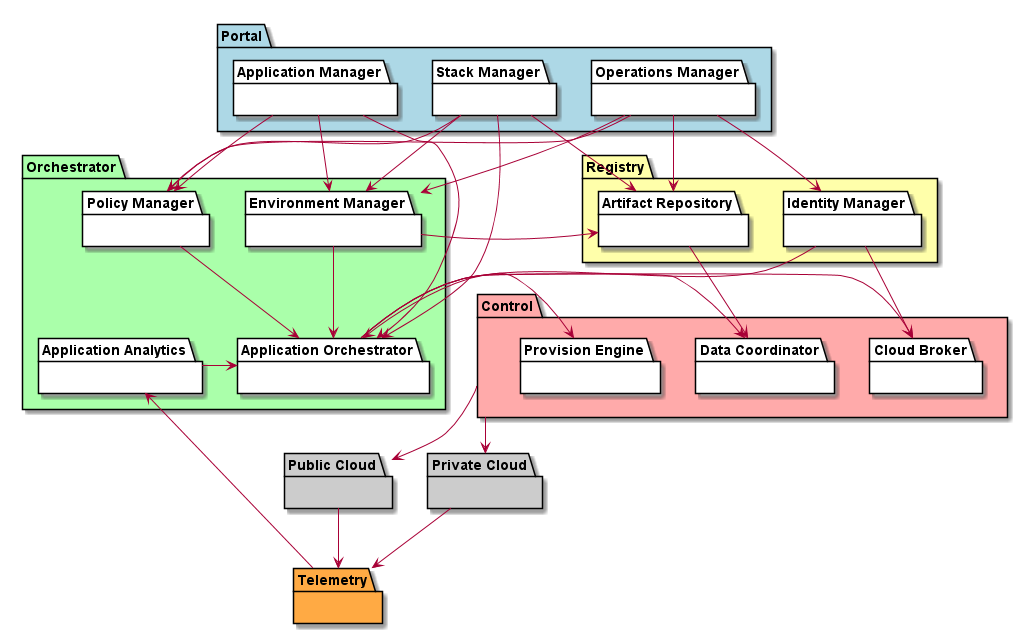 Portal
Application Manager
Stack Manager
Operations Manager
Orchestrator
Registry
Policy Manager
Environment Manager
Artifact Repository
Identity Manager
Control
Application Analytics
Application Orchestrator
Provision Engine
Data Coordinator
Cloud Broker
Public Cloud
Private Cloud
Telemetry